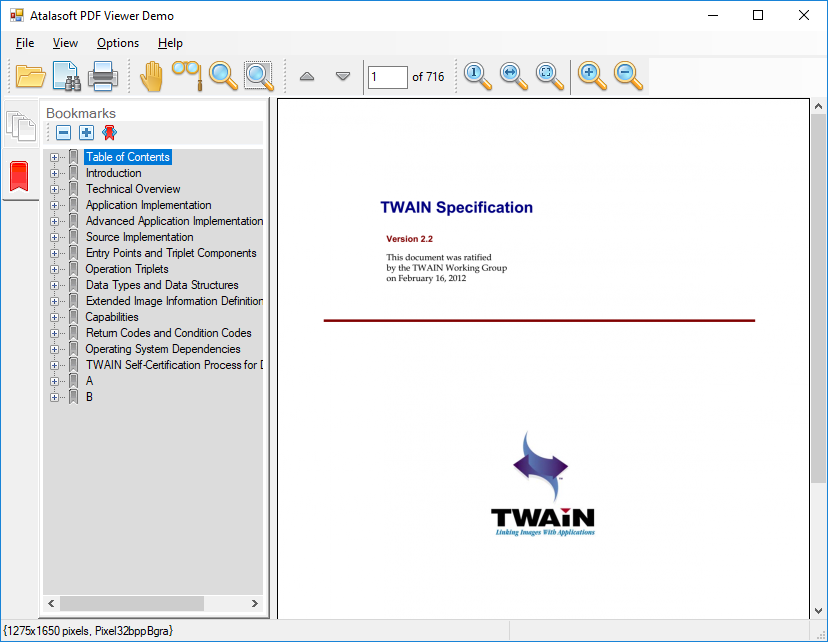 Atalasoft PDF Viewer Demo
File View Options Help
1 of 716
Bookmarks
Table of Contents
Introduction
Technical Overview
Application Implementation
Advanced Application Implementation
Source Implementation
Entry Points and Triplet Components
Operation Triplets
Data Types and Data Structures
Extended Image Information Definition
Capabilities
Return Codes and Condition Codes
Operating System Dependencies
TWAIN Self-Certification Process for D
A
B
TWAIN Specification
Version 2.2
This document was ratified
by the TWAIN Working Group
on February 16, 2012
TWAIN
Linking Images With Applications
{1275x1650 pixels, Pixel32bppBgra}